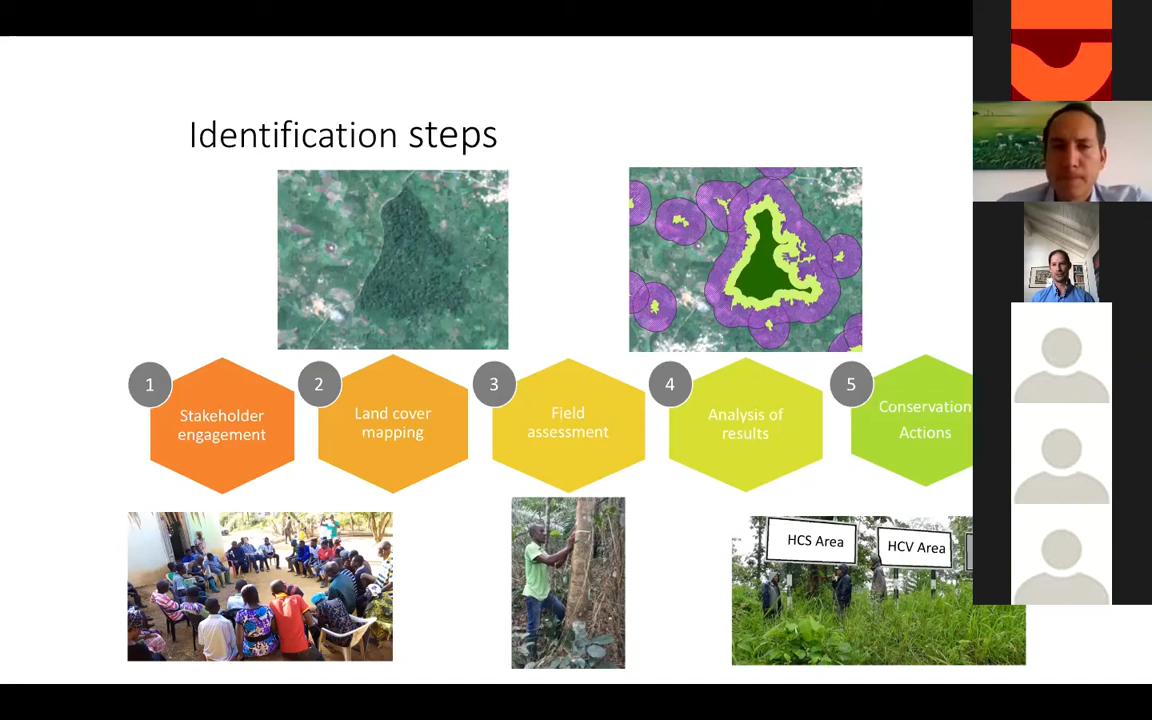 Identification steps
1
Stakeholder
engagement
2
Land cover
mapping
3
Field
assessment
4
Analysis of
results
5
Conservation
Actions
HCS Area
HCV Area